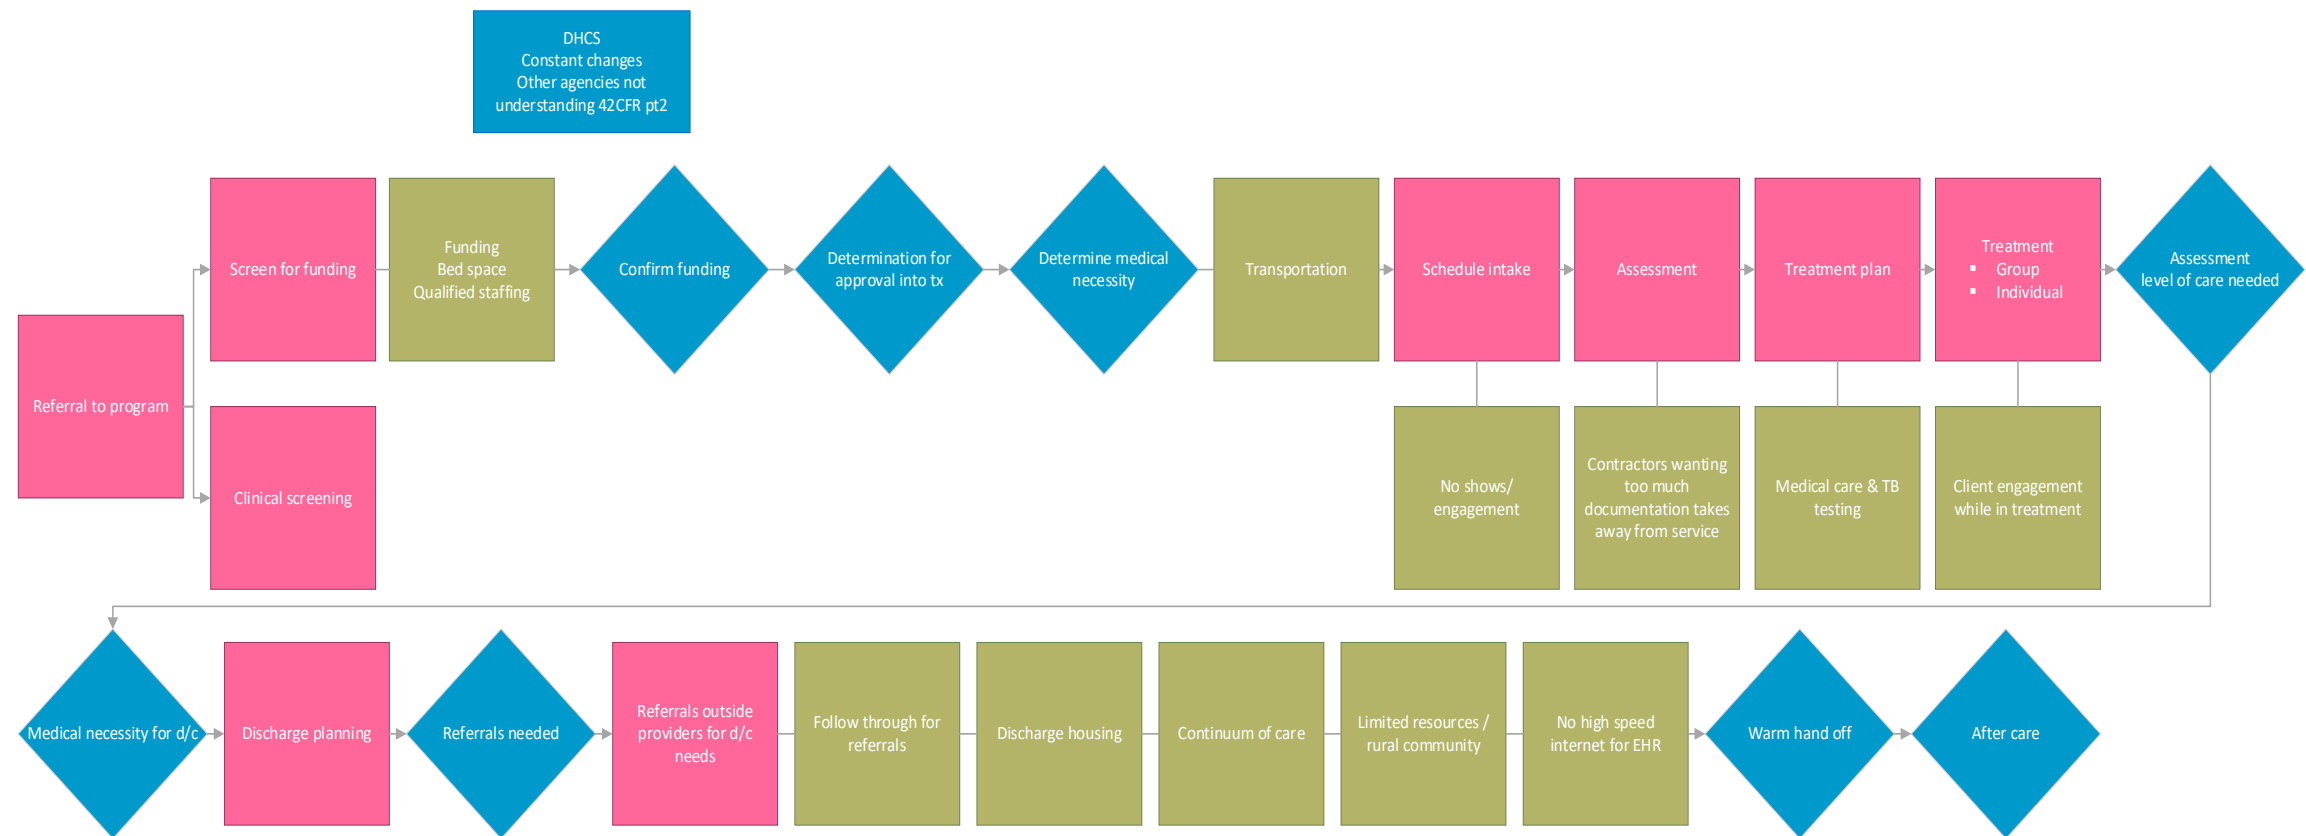 DHCS
Constant changes
Other agencies not
understanding 42CFR pt2
Screen for funding
Funding
Bed space
Qualified staffing
Confirm funding
Determination for
approval into tx
Determine medical
necessity
Transportation
Schedule intake
Assessment
Treatment plan
Treatment
▪ Group
▪ Individual
Assessment
level of care needed
Referral to program
Clinical screening
No shows/
engagement
Contractors wanting
too much
documentation takes
away from service
Medical care & TB
testing
Client engagement
while in treatment
Medical necessity for d/c
Discharge planning
Referrals needed
Referrals outside
providers for d/c
needs
Follow through for
referrals
Discharge housing
Continuum of care
Limited resources /
rural community
No high speed
internet for EHR
Warm hand off
After care